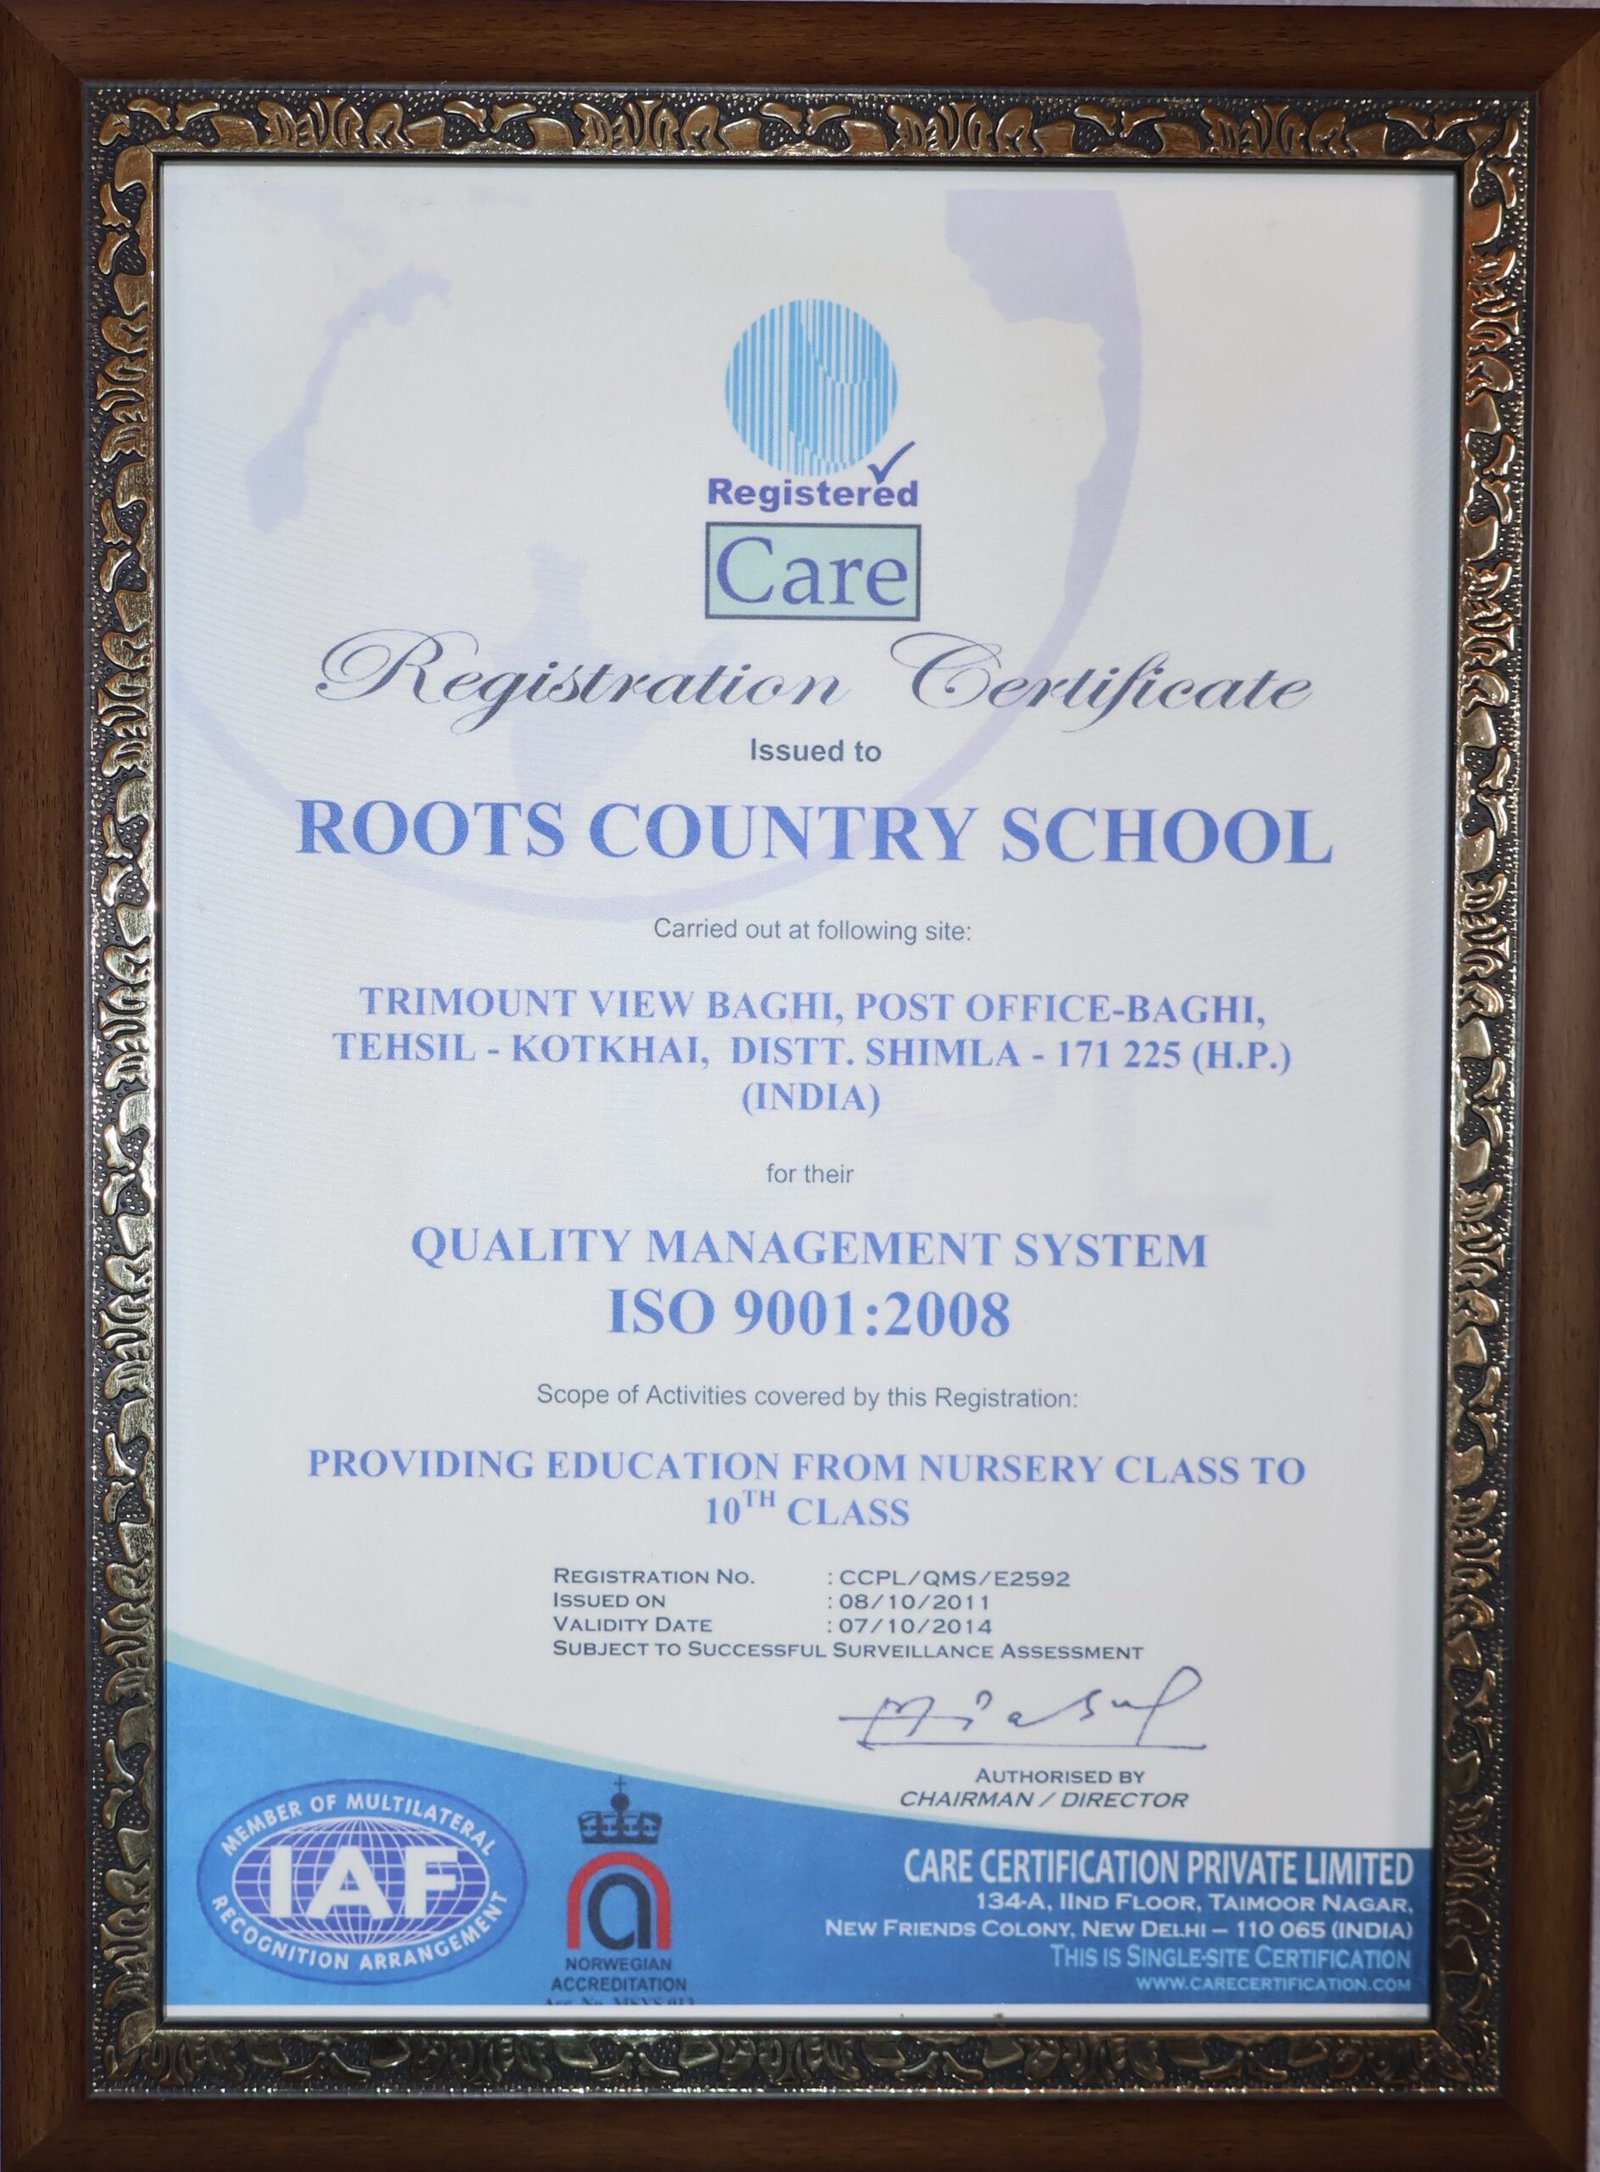 Registered
Care
Registration Certificate
Issued to
ROOTS COUNTRY SCHOOL
Carried out at following site:
TRIMOUNT VIEW BAGHI, POST OFFICE-BAGHI,
TEHSIL - KOTKHAI, DISTT. SHIMLA - 171 225 (H.P.)
(INDIA)
for their
QUALITY MANAGEMENT SYSTEM
ISO 9001:2008
Scope of Activities covered by this Registration:
PROVIDING EDUCATION FROM NURSERY CLASS TO
10TH CLASS
REGISTRATION NO. : CCPL/QMS/E2592
ISSUED ON : 08/10/2011
VALIDITY DATE : 07/10/2014
SUBJECT TO SUCCESSFUL SURVEILLANCE ASSESSMENT
AUTHORISED BY
CHAIRMAN / DIRECTOR
MEMBER OF MULTILATERAL
IAF
RECOGNITION ARRANGEMENT
NORWEGIAN
ACCREDITATION
CARE CERTIFICATION PRIVATE LIMITED
134-A, IIND FLOOR, TAIMOOR NAGAR,
NEW FRIENDS COLONY, NEW DELHI – 110 065 (INDIA)
THIS IS SINGLE-SITE CERTIFICATION
WWW.CARECERTIFICATION.COM